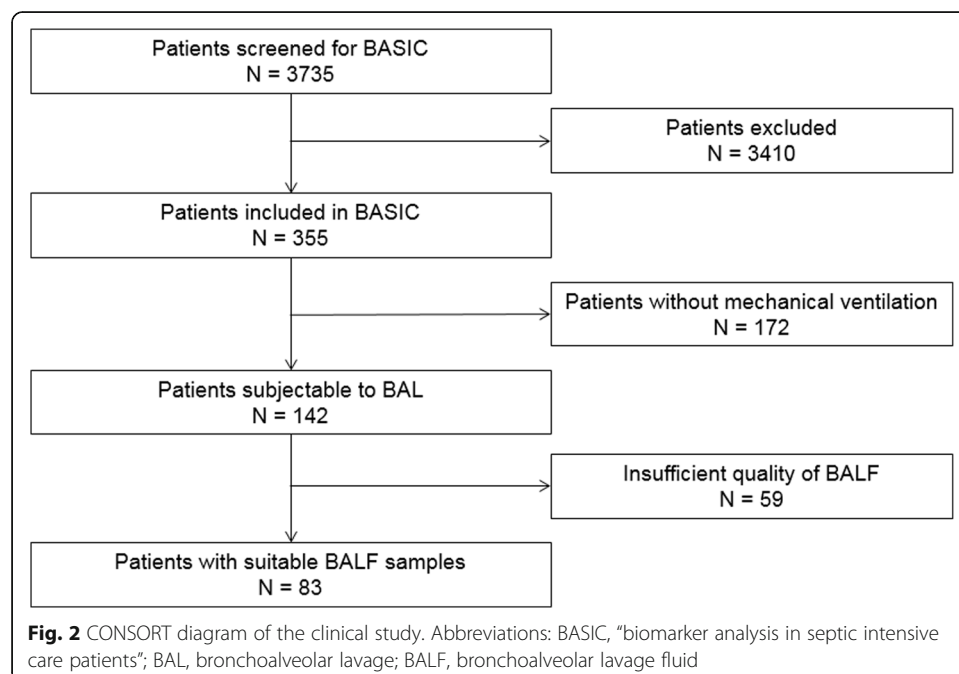 Patients screened for BASIC
N = 3735
Patients excluded
N = 3410
Patients included in BASIC
N = 355
Patients without mechanical ventilation
N = 172
Patients subjectable to BAL
N = 142
Insufficient quality of BALF
N = 59
Patients with suitable BALF samples
N = 83
Fig. 2 CONSORT diagram of the clinical study. Abbreviations: BASIC, “biomarker analysis in septic intensive
care patients”; BAL, bronchoalveolar lavage; BALF, bronchoalveolar lavage fluid